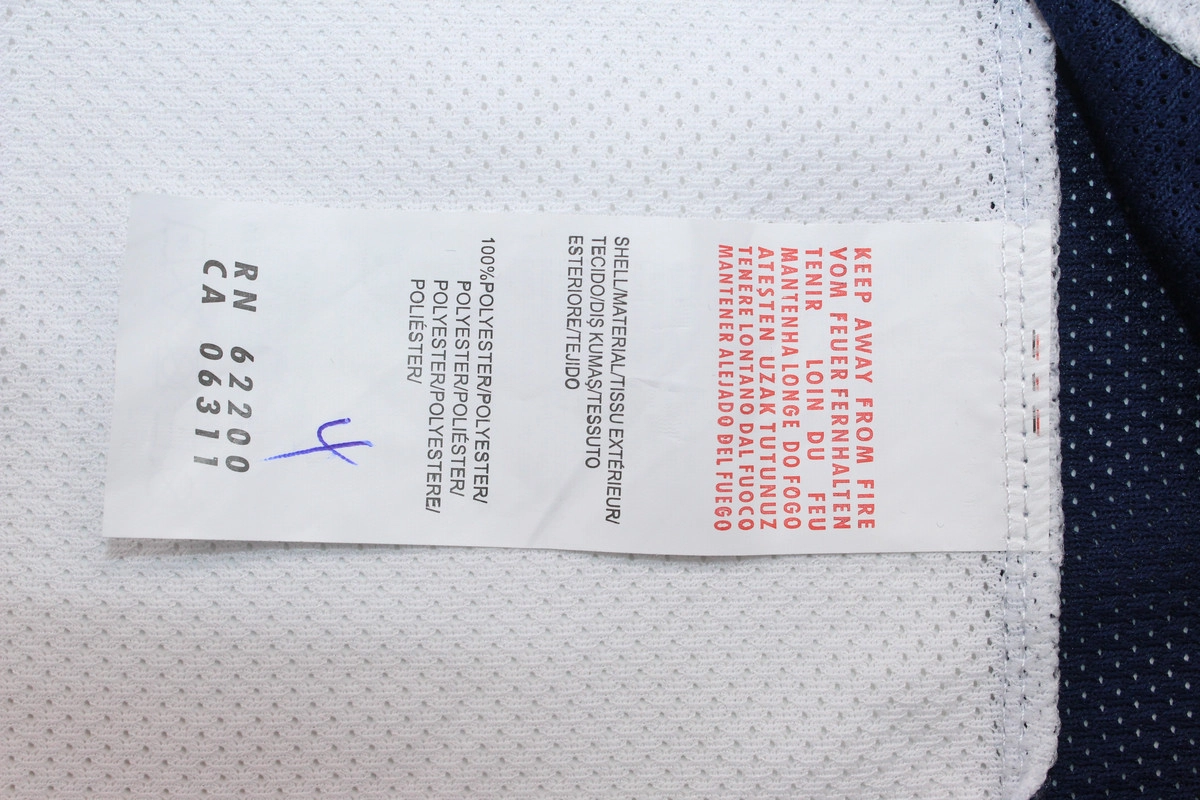 KEEP AWAY FROM FIRE
VOM FEUER FERNHALTEN
TENIR LOIN DU FEU
MANTENHA LONGE DO FOGO
ATEŞTEN UZAK TUTUNUZ
TENERE LONTANO DAL FUOCO
MANTENER ALEJADO DEL FUEGO
SHELL/MATERIAL/TISSU EXTÉRIEUR/
TECIDO/DIŞ KUMAŞ/TESSUTO
ESTERIORE/TEJIDO
100%POLYESTER/POLYESTER/
POLYESTER/POLIÉSTER/
POLYESTER/POLYESTERE/
POLIÉSTER/
4
RN 62200
CA 06311